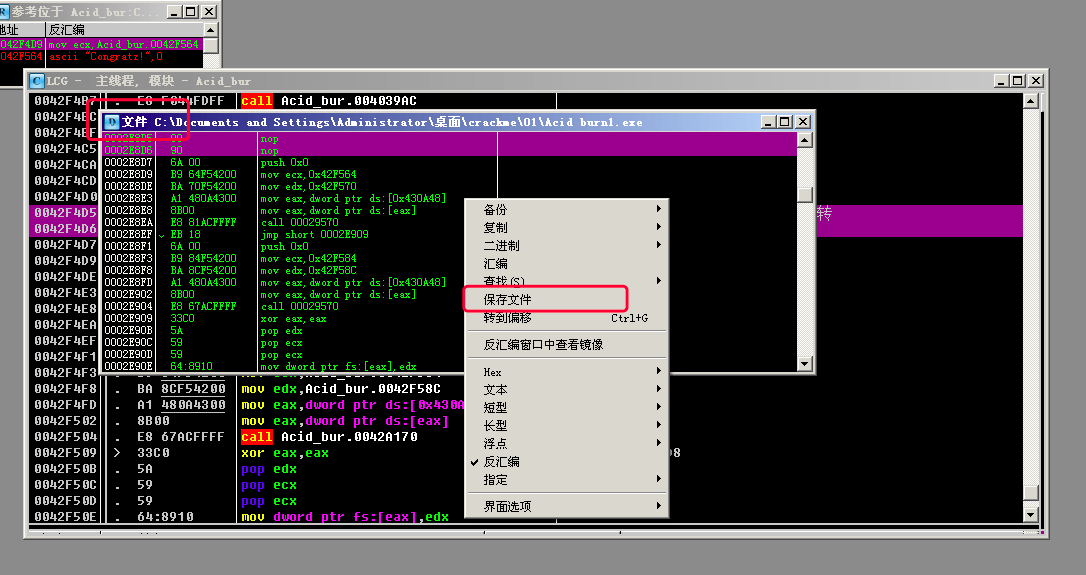 参考位于 Acid_bur:C...
地址 反汇编
0042F4D9 mov ecx,Acid_bur.0042F564
0042F564 ascii "Congratz!",0
LCG - 主线程, 模块 - Acid_bur
0042F4B7 . E8 F044FDFF call Acid_bur.004039AC
文件 C:\Documents and Settings\Administrator\桌面\crackme\01\Acid burn1.exe
0042F4BC
0042F4BF
0042F4C5
0042F4CA
0042F4CD
0042F4D0
0042F4D5 转
0042F4D6
0042F4D7
0042F4D9
0042F4DE
0042F4E3
0042F4E8
0042F4EA
0042F4EF
0042F4F1
0042F4F3
0002E8D5 90 nop
0002E8D6 90 nop
0002E8D7 6A 00 push 0x0
0002E8D9 B9 64F54200 mov ecx,0x42F564
0002E8DE BA 70F54200 mov edx,0x42F570
0002E8E3 A1 480A4300 mov eax,dword ptr ds:[0x430A48]
0002E8E8 8B00 mov eax,dword ptr ds:[eax]
0002E8EA E8 81ACFFFF call 00029570
0002E8EF EB 18 jmp short 0002E909
0002E8F1 6A 00 push 0x0
0002E8F3 B9 84F54200 mov ecx,0x42F584
0002E8F8 BA 8CF54200 mov edx,0x42F58C
0002E8FD A1 480A4300 mov eax,dword ptr ds:[0x430A48]
0002E902 8B00 mov eax,dword ptr ds:[eax]
0002E904 E8 67ACFFFF call 00029570
0002E909 33C0 xor eax,eax
0002E90B 5A pop edx
0002E90C 59 pop ecx
0002E90D 59 pop ecx
0002E90E 64:8910 mov dword ptr fs:[eax],edx
备份
复制
二进制
汇编
查找(S)
保存文件
转到偏移 Ctrl+G
反汇编窗口中查看镜像
Hex
文本
短型
长型
浮点
反汇编
指定
界面选项
0042F4F8 . BA 8CF54200 mov edx,Acid_bur.0042F58C
0042F4FD . A1 480A4300 mov eax,dword ptr ds:[0x430A
0042F502 . 8B00 mov eax,dword ptr ds:[eax]
0042F504 . E8 67ACFFFF call Acid_bur.0042A170
0042F509 > 33C0 xor eax,eax
0042F50B . 5A pop edx
0042F50C . 59 pop ecx
0042F50D . 59 pop ecx
0042F50E . 64:8910 mov dword ptr fs:[eax],edx